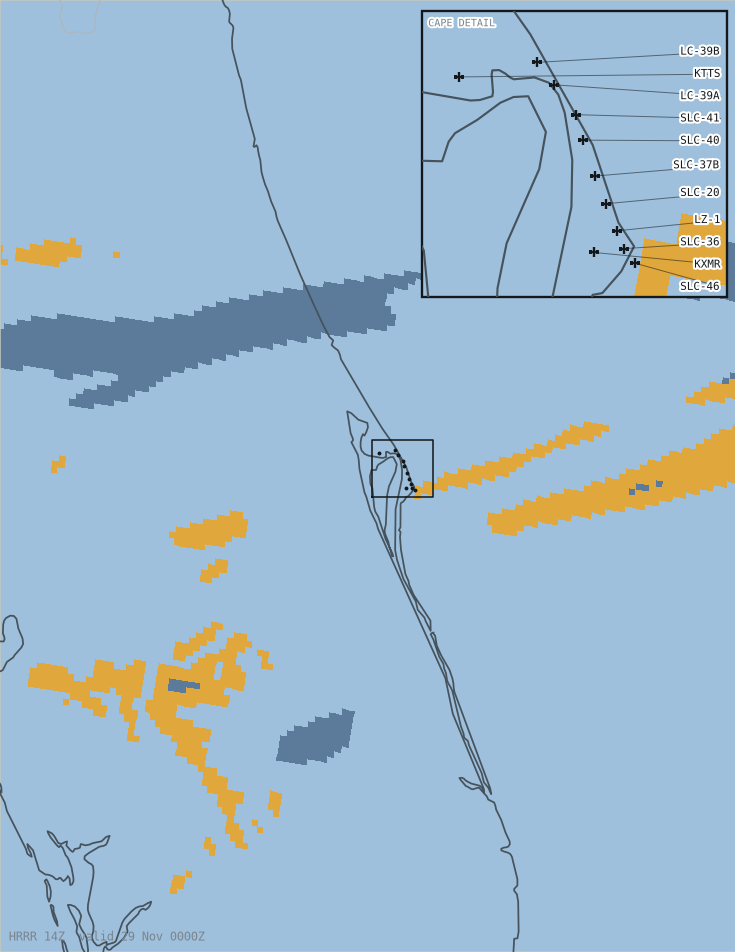 CAPE DETAIL
LC-39B
KTTS
LC-39A
SLC-41
SLC-40
SLC-37B
SLC-20
LZ-1
SLC-36
KXMR
SLC-46
HRRR 14Z  valid 29 Nov 0000Z